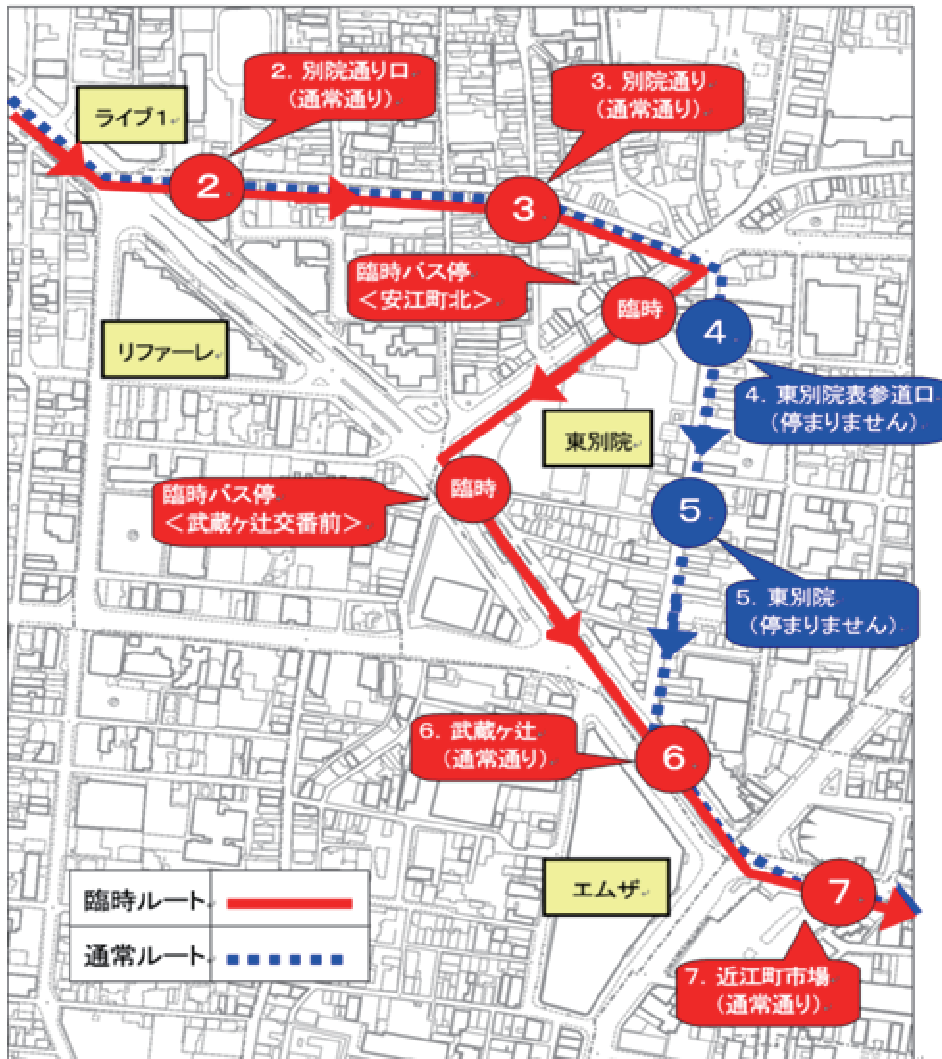 2. 別院通り口
(通常通り)
3. 別院通り
(通常通り)
ライブ1
2
3
臨時バス停
<安江町北>
臨時
4
リファーレ
4. 東別院表参道口
(停まりません)
東別院
臨時バス停
<武蔵ヶ辻交番前>
臨時
5
5. 東別院
(停まりません)
6. 武蔵ヶ辻
(通常通り)
6
エムザ
7
臨時ルート
通常ルート
7. 近江町市場
(通常通り)